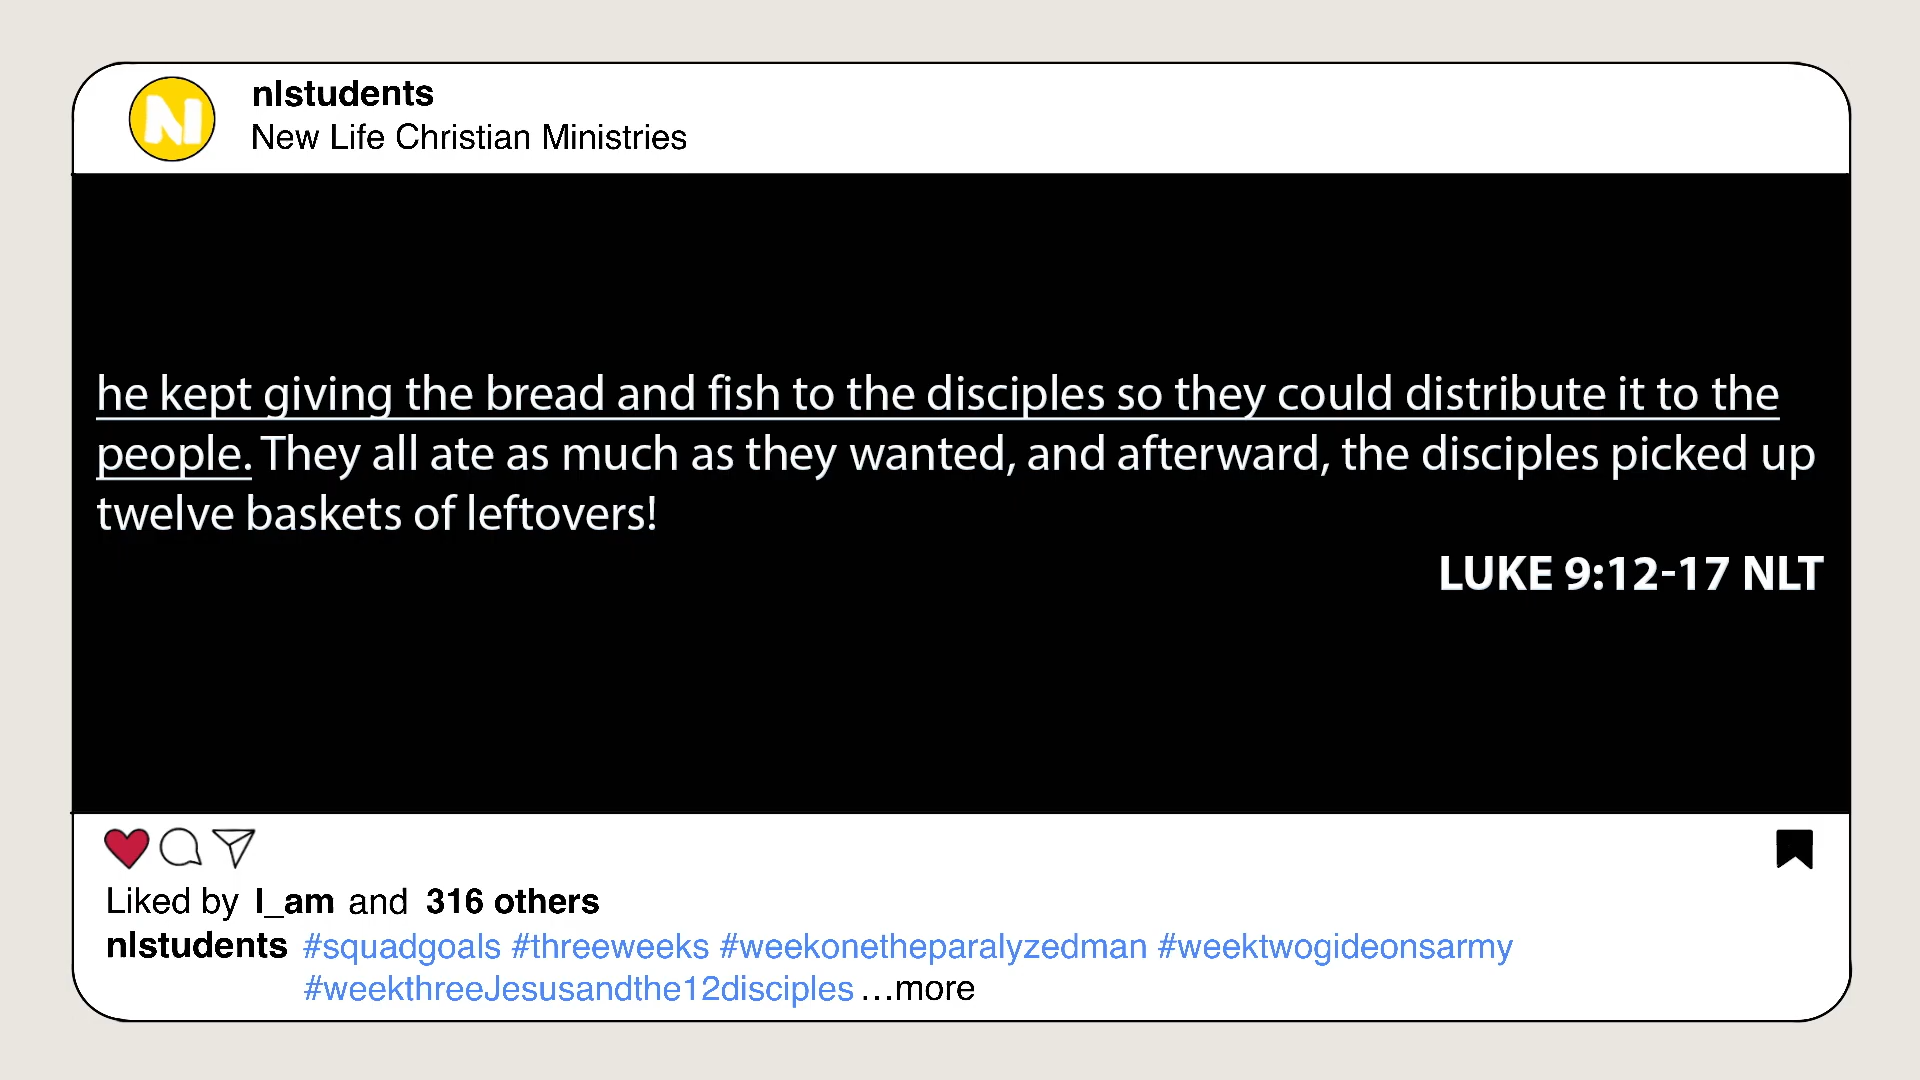 Nl
nlstudents
New Life Christian Ministries
he kept giving the bread and fish to the disciples so they could distribute it to the
people. They all ate as much as they wanted, and afterward, the disciples picked up
twelve baskets of leftovers!
LUKE 9:12-17 NLT
Liked by I_am and 316 others
nlstudents #squadgoals #threeweeks #weekonetheparalyzedman #weektwogideonsarmy
#weekthreeJesusandthe12disciples ...more